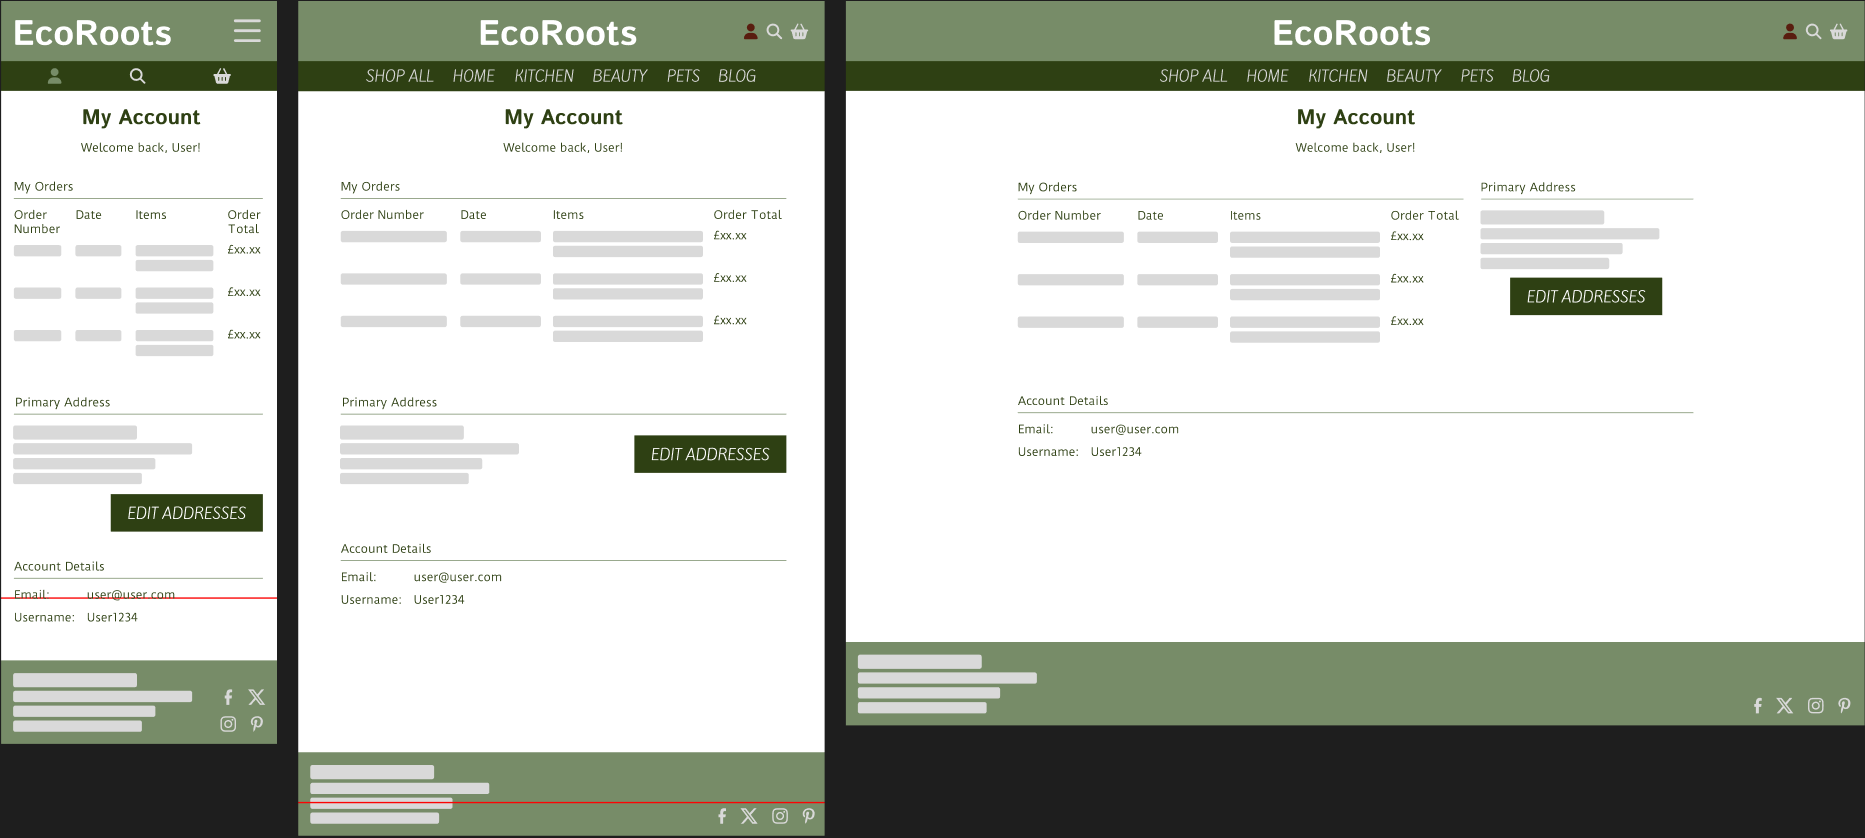 EcoRoots
My Account
Welcome back, User!
My Orders
Order Number Date Items Order Total
£xx.xx
£xx.xx
£xx.xx
Primary Address
EDIT ADDRESSES
Account Details
Email: user@user.com
Username: User1234
EcoRoots
SHOP ALL HOME KITCHEN BEAUTY PETS BLOG
My Account
Welcome back, User!
My Orders
Order Number Date Items Order Total
£xx.xx
£xx.xx
£xx.xx
Primary Address
EDIT ADDRESSES
Account Details
Email: user@user.com
Username: User1234
EcoRoots
SHOP ALL HOME KITCHEN BEAUTY PETS BLOG
My Account
Welcome back, User!
My Orders
Order Number Date Items Order Total
£xx.xx
£xx.xx
£xx.xx
Primary Address
EDIT ADDRESSES
Account Details
Email: user@user.com
Username: User1234